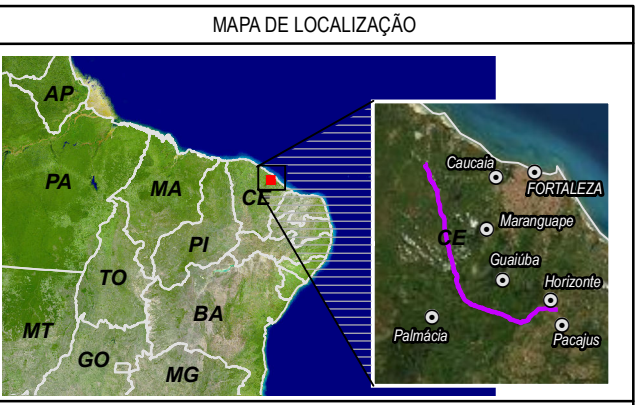 MAPA DE LOCALIZAÇÃO
AP
PA
MA
CE
PI
TO
BA
MT
GO
MG
Caucaia
FORTALEZA
Maranguape
CE
Guaiúba
Horizonte
Palmácia
Pacajus